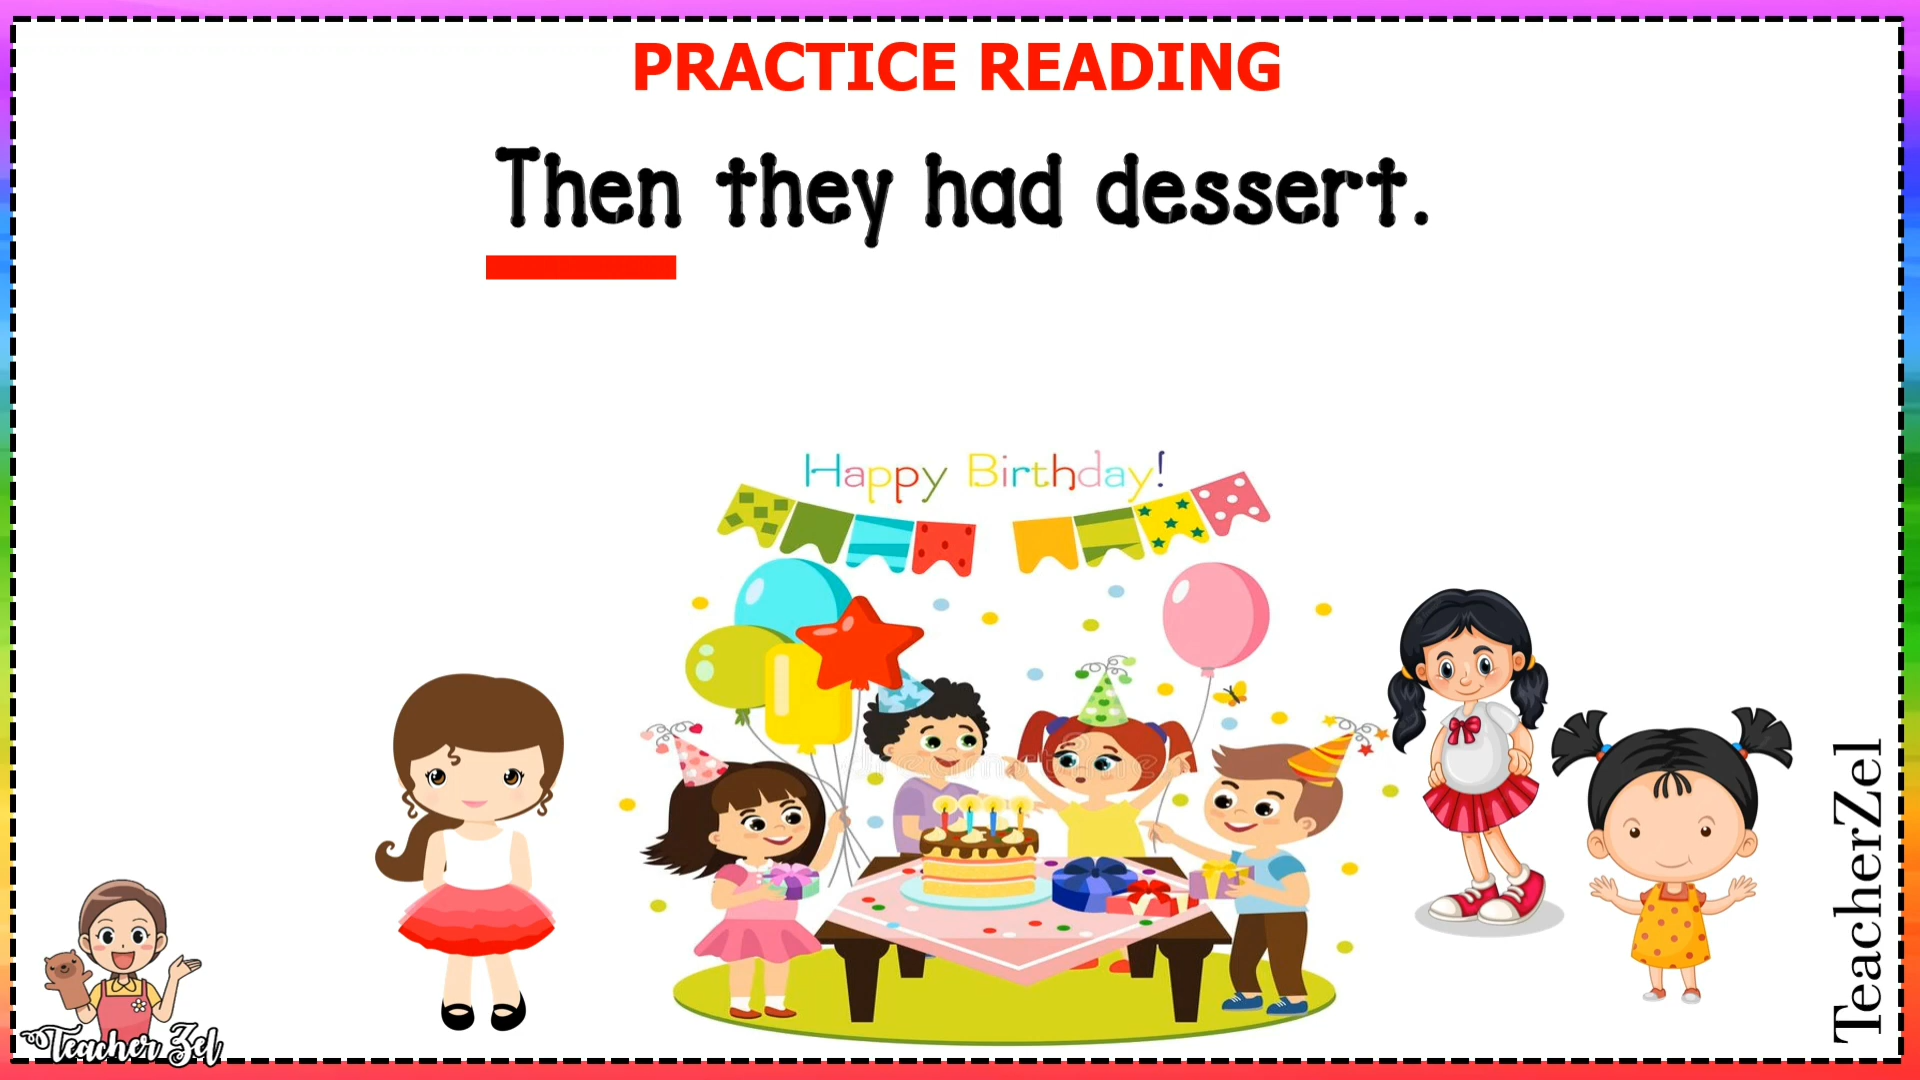 PRACTICE READING
Then they had dessert.
Happy Birthday!
TeacherZel
Teacher Zel